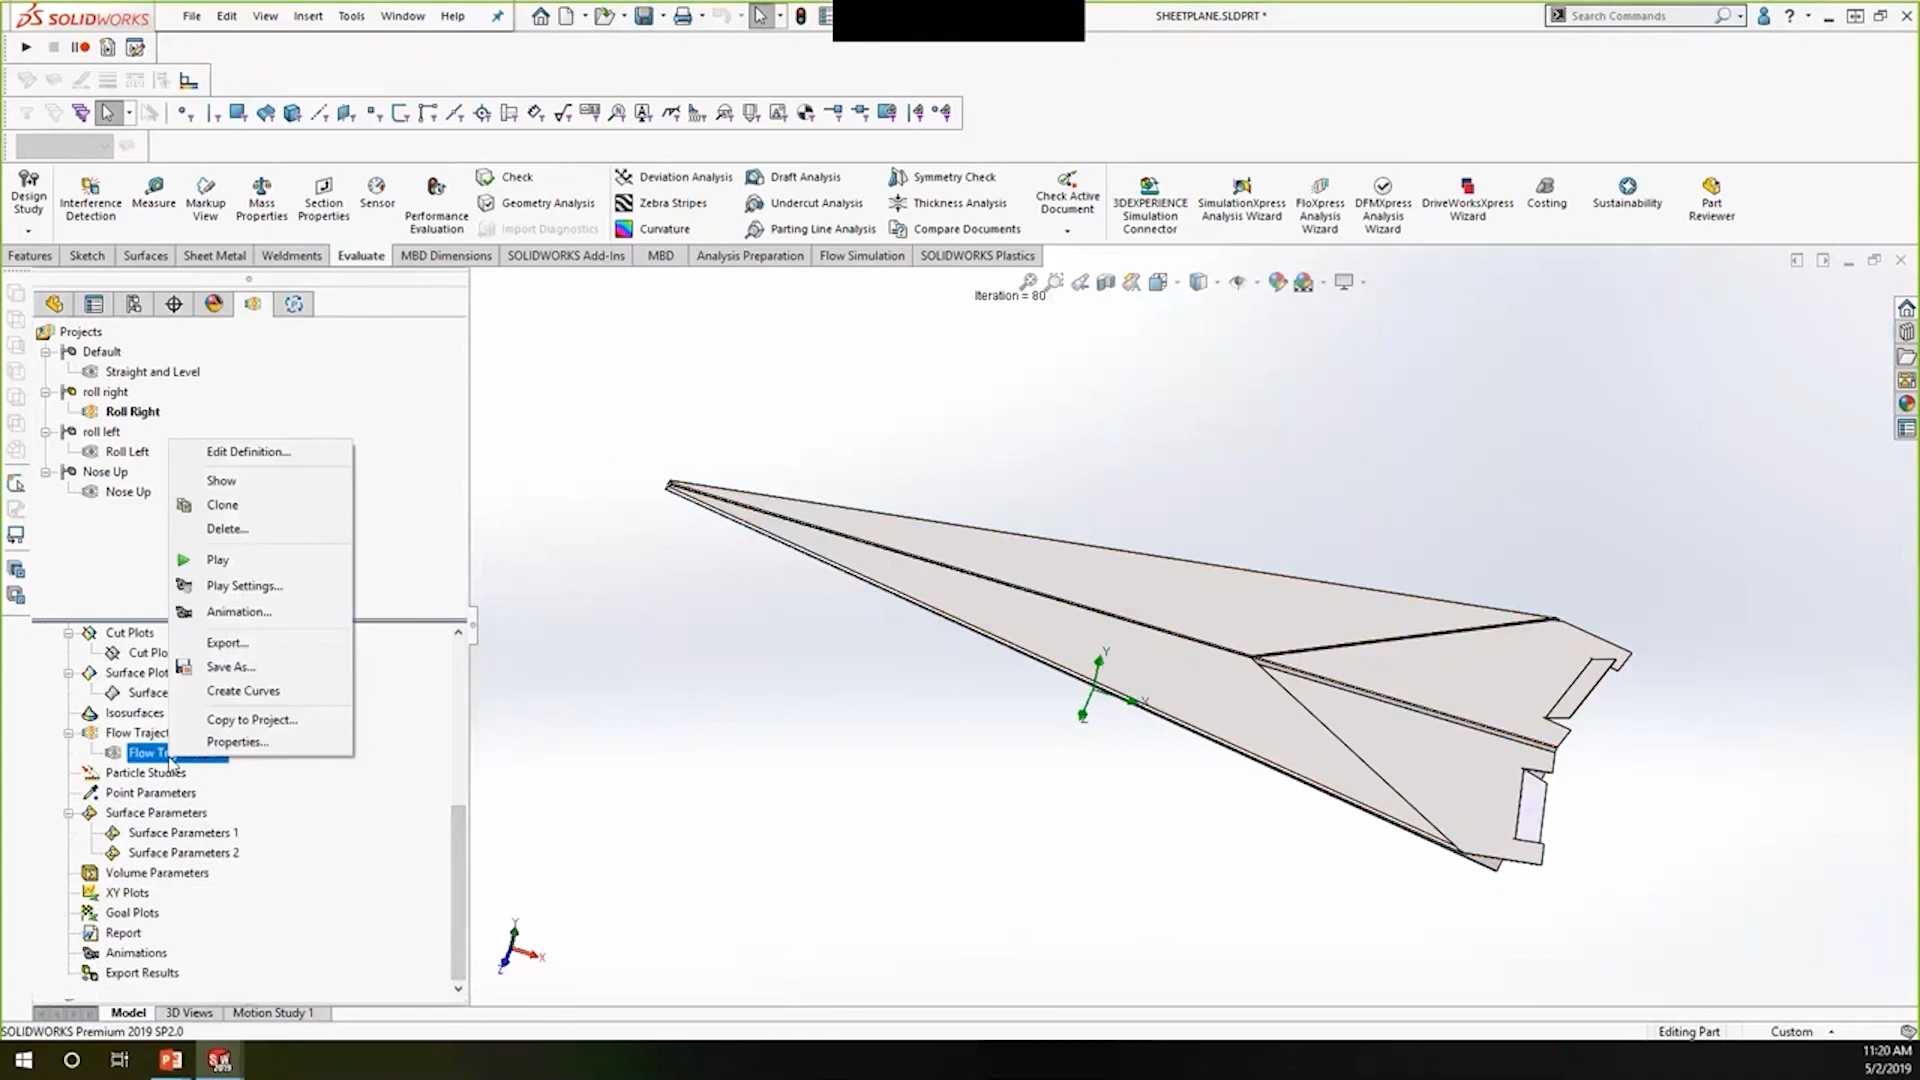 SOLIDWORKS File Edit View Insert Tools Window Help SHEETPLANE.SLDPRT * Search Commands ?
Design Study
Interference Detection
Measure
Markup View
Mass Properties
Section Properties
Sensor
Performance Evaluation
Check
Geometry Analysis
Import Diagnostics
Deviation Analysis
Zebra Stripes
Curvature
Draft Analysis
Undercut Analysis
Parting Line Analysis
Symmetry Check
Thickness Analysis
Compare Documents
Check Active Document
3DEXPERIENCE Simulation Connector
SimulationXpress Analysis Wizard
FloXpress Analysis Wizard
DFMXpress Analysis Wizard
DriveWorksXpress Wizard
Costing
Sustainability
Part Reviewer
Features Sketch Surfaces Sheet Metal Weldments Evaluate MBD Dimensions SOLIDWORKS Add-Ins MBD Analysis Preparation Flow Simulation SOLIDWORKS Plastics
Iteration = 80
Projects
Default
Straight and Level
roll right
Roll Right
roll left
Roll Left
Nose Up
Nose Up
Edit Definition...
Show
Clone
Delete...
Play
Play Settings...
Animation...
Export...
Save As...
Create Curves
Copy to Project...
Properties...
Cut Plots
Cut Plo
Surface Plot
Surface
Isosurfaces
Flow Traject
Flow Tr
Particle Studies
Point Parameters
Surface Parameters
Surface Parameters 1
Surface Parameters 2
Volume Parameters
XY Plots
Goal Plots
Report
Animations
Export Results
Y
X
Z
Y
X
Z
Model 3D Views Motion Study 1
SOLIDWORKS Premium 2019 SP2.0 Editing Part Custom
11:20 AM
5/2/2019